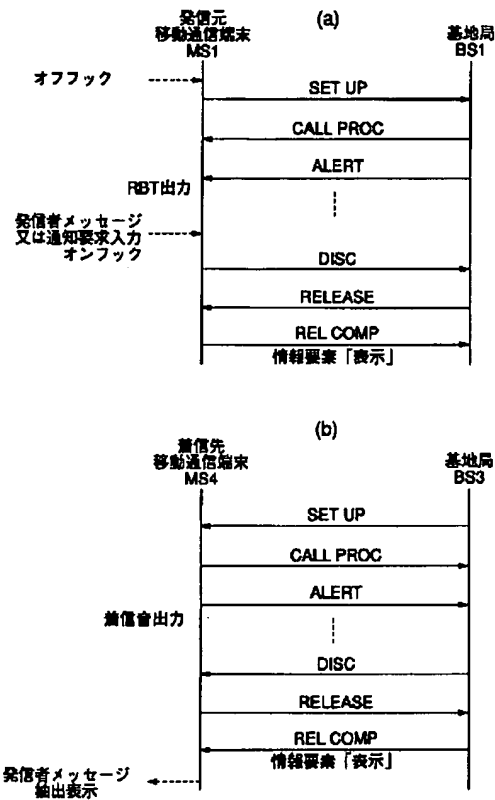 (a)
発信元
移動通信端末
MS1
基地局
BS1
オフフック
SET UP
CALL PROC
ALERT
RBT出力
発信者メッセージ
又は通知要求入力
オンフック
DISC
RELEASE
REL COMP
情報要素「表示」
(b)
着信先
移動通信端末
MS4
基地局
BS3
SET UP
CALL PROC
ALERT
着信音出力
DISC
RELEASE
REL COMP
情報要素「表示」
発信者メッセージ
抽出表示